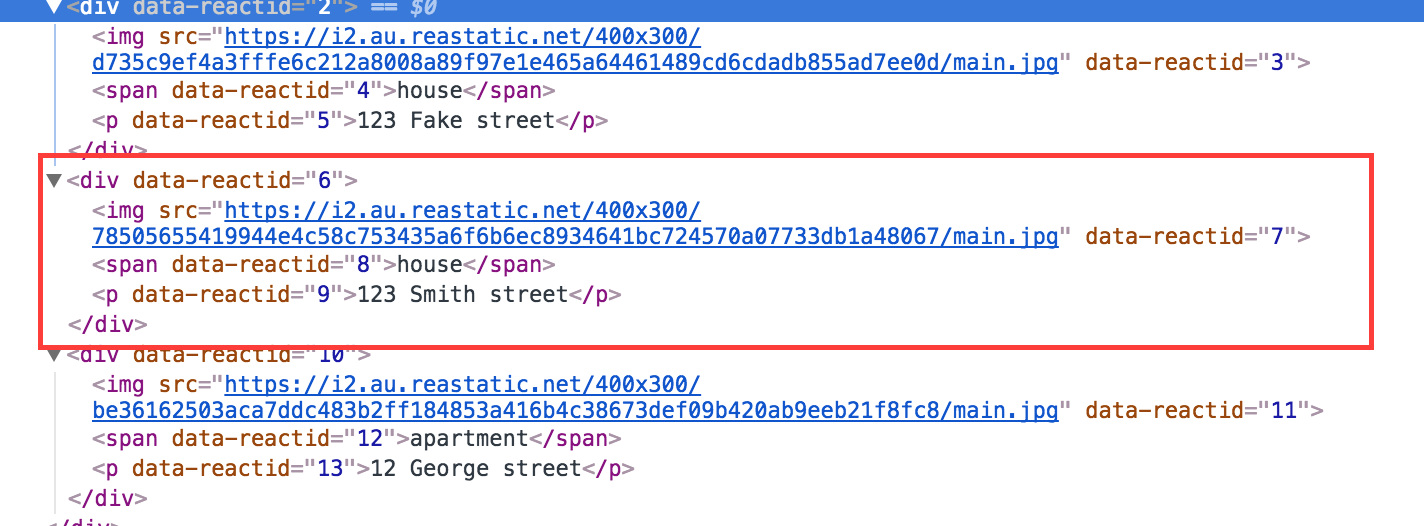 ▼<div data-reactid="2"> == $0
<img src="https://i2.au.reastatic.net/400x300/
d735c9ef4a3fffe6c212a8008a89f97e1e465a64461489cd6cdadb855ad7ee0d/main.jpg" data-reactid="3">
<span data-reactid="4">house</span>
<p data-reactid="5">123 Fake street</p>
</div>
▼<div data-reactid="6">
<img src="https://i2.au.reastatic.net/400x300/
78505655419944e4c58c753435a6f6b6ec8934641bc724570a07733db1a48067/main.jpg" data-reactid="7">
<span data-reactid="8">house</span>
<p data-reactid="9">123 Smith street</p>
</div>
▼<div data-reactid="10">
<img src="https://i2.au.reastatic.net/400x300/
be36162503aca7ddc483b2ff184853a416b4c38673def09b420ab9eeb21f8fc8/main.jpg" data-reactid="11">
<span data-reactid="12">apartment</span>
<p data-reactid="13">12 George street</p>
</div>
</div>